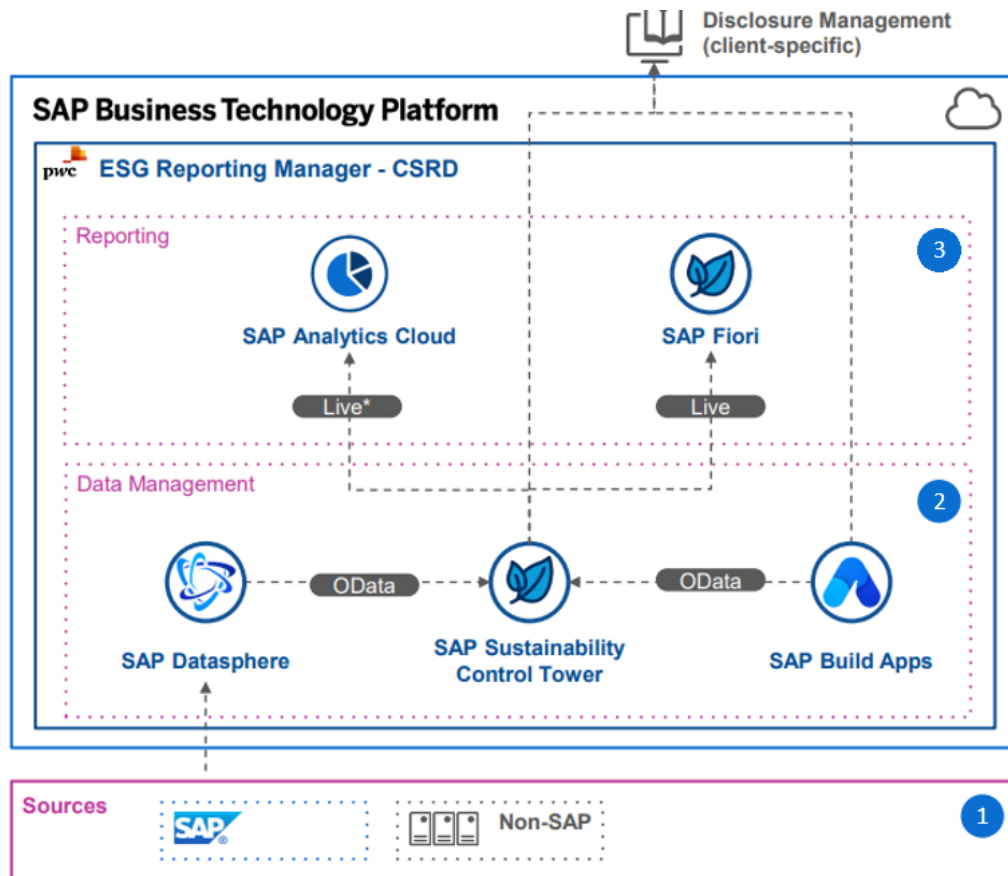 Disclosure Management
(client-specific)
SAP Business Technology Platform
pwc ESG Reporting Manager - CSRD
Reporting
3
SAP Analytics Cloud
SAP Fiori
Live*
Live
Data Management
2
OData
OData
SAP Datasphere
SAP Sustainability
Control Tower
SAP Build Apps
Sources
1
SAP®
Non-SAP